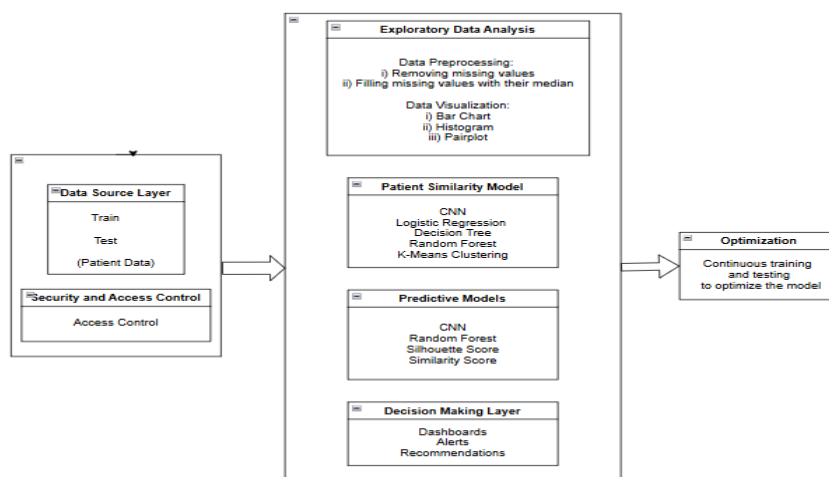 Data Source Layer
Train
Test
(Patient Data)
Security and Access Control
Access Control
Exploratory Data Analysis
Data Preprocessing:
i) Removing missing values
ii) Filling missing values with their median
Data Visualization:
i) Bar Chart
ii) Histogram
iii) Pairplot
Patient Similarity Model
CNN
Logistic Regression
Decision Tree
Random Forest
K-Means Clustering
Predictive Models
CNN
Random Forest
Silhouette Score
Similarity Score
Decision Making Layer
Dashboards
Alerts
Recommendations
Optimization
Continuous training
and testing
to optimize the model